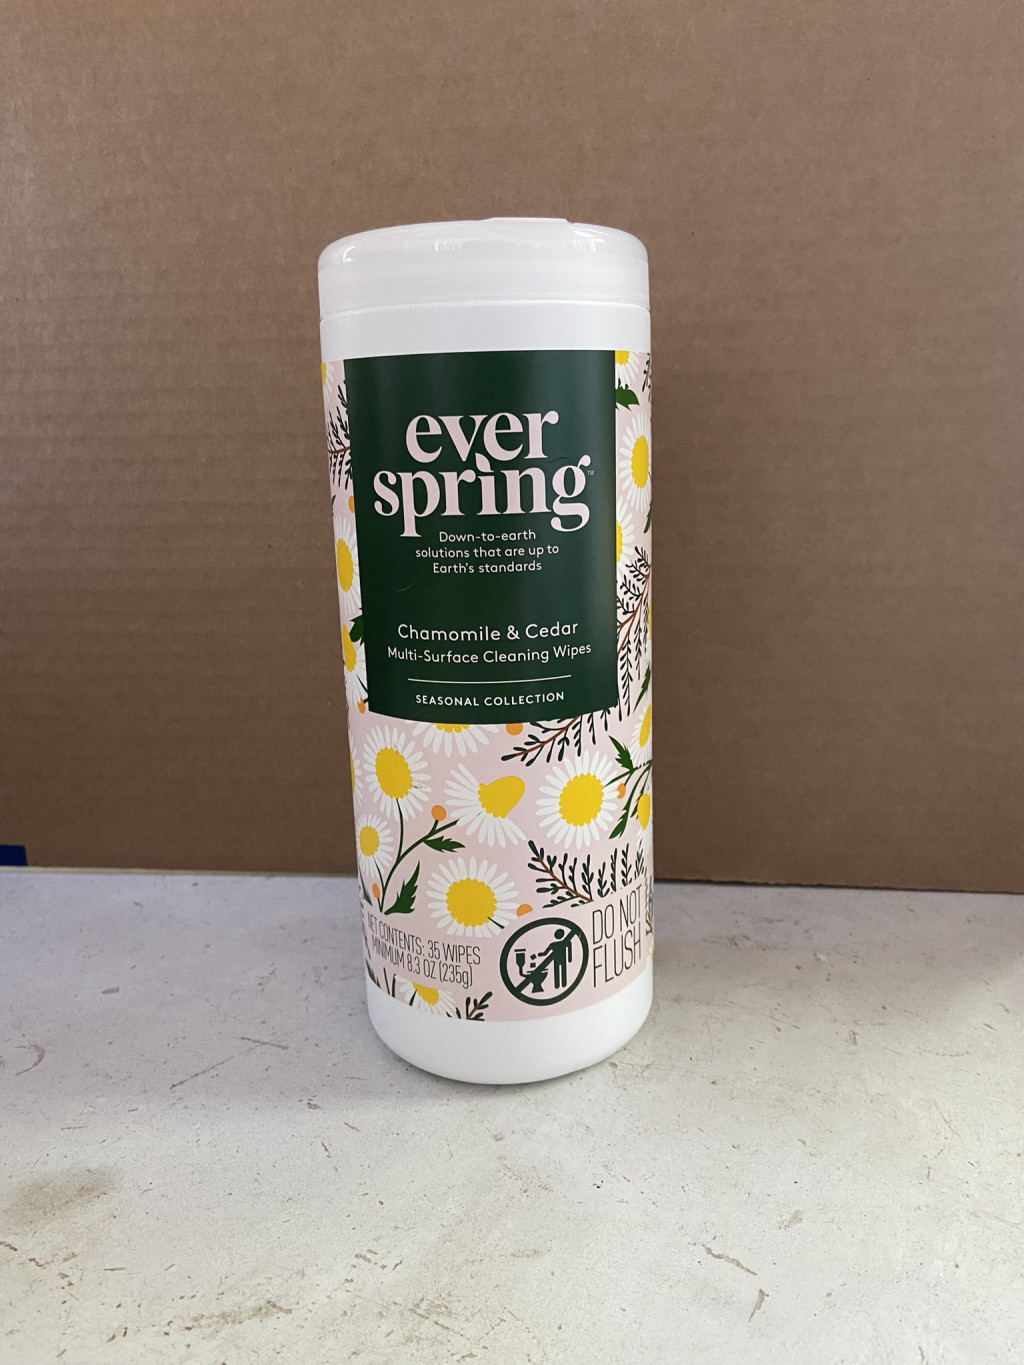 ever
spring™
Down-to-earth
solutions that are up to
Earth's standards
Chamomile & Cedar
Multi-Surface Cleaning Wipes
SEASONAL COLLECTION
NET CONTENTS: 35 WIPES
MINIMUM 8.3 OZ (235g)
DO NOT
FLUSH